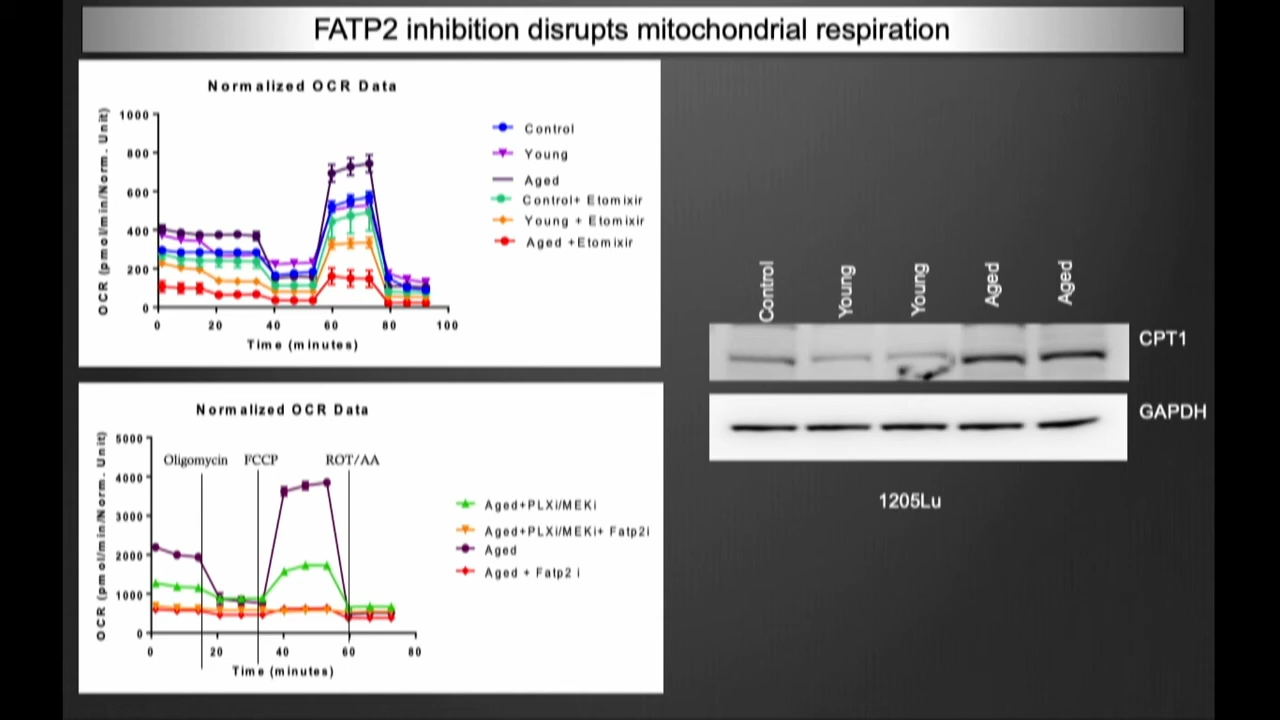 FATP2 inhibition disrupts mitochondrial respiration
Normalized OCR Data
OCR (pmol/min/Norm. Unit)
1000
800
600
400
200
0
0 20 40 60 80 100
Time (minutes)
Control
Young
Aged
Control+ Etomixir
Young + Etomixir
Aged +Etomixir
Normalized OCR Data
OCR (pmol/min/Norm. Unit)
5000
4000
3000
2000
1000
0
0 20 40 60 80
Time (minutes)
Oligomycin FCCP ROT/AA
Aged+PLXi/MEKi
Aged+PLXi/MEKi+ Fatp2i
Aged
Aged + Fatp2 i
Control Young Young Aged Aged
CPT1
GAPDH
1205Lu